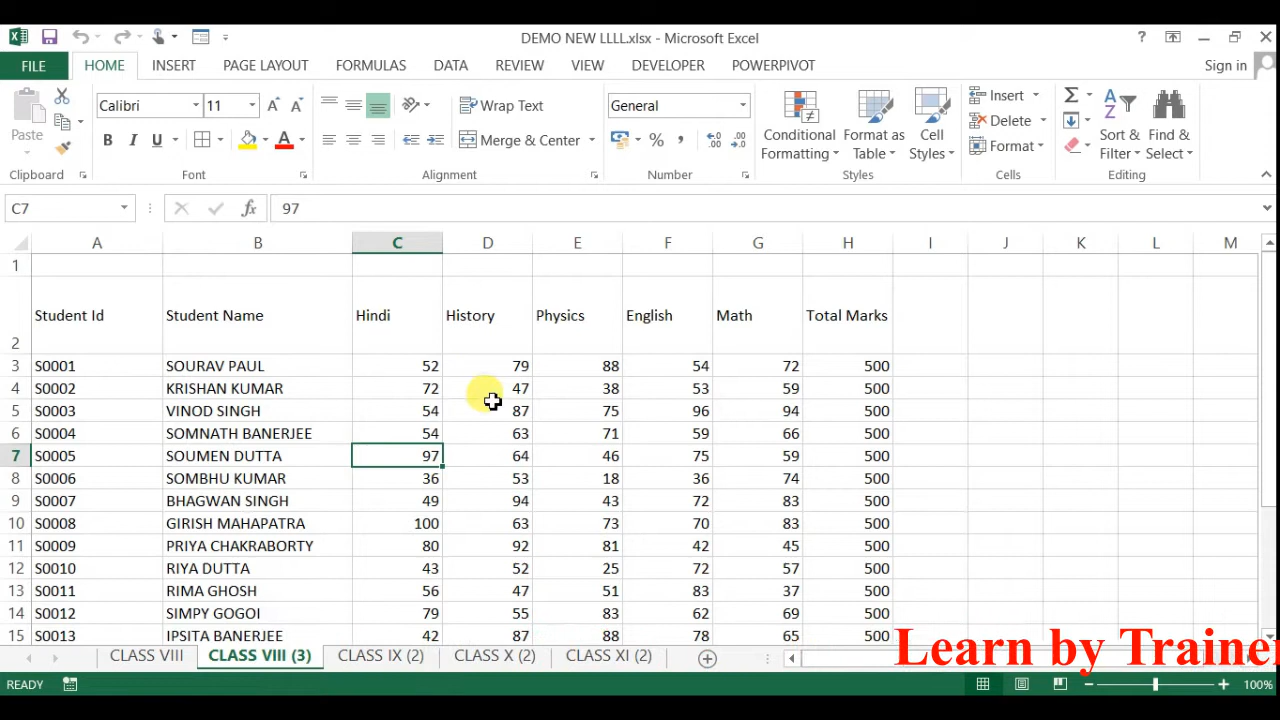 DEMO NEW LLLL.xlsx - Microsoft Excel
FILE HOME INSERT PAGE LAYOUT FORMULAS DATA REVIEW VIEW DEVELOPER POWERPIVOT Sign in
Calibri 11 Wrap Text General Insert
Paste Merge & Center Conditional Formatting Format as Table Cell Styles Delete Sort & Filter Find & Select
Format
Clipboard Font Alignment Number Styles Cells Editing
C7 97
A B C D E F G H I J K L M
1
2 Student Id Student Name Hindi History Physics English Math Total Marks
3 S0001 SOURAV PAUL 52 79 88 54 72 500
4 S0002 KRISHAN KUMAR 72 47 38 53 59 500
5 S0003 VINOD SINGH 54 87 75 96 94 500
6 S0004 SOMNATH BANERJEE 54 63 71 59 66 500
7 S0005 SOUMEN DUTTA 97 64 46 75 59 500
8 S0006 SOMBHU KUMAR 36 53 18 36 74 500
9 S0007 BHAGWAN SINGH 49 94 43 72 83 500
10 S0008 GIRISH MAHAPATRA 100 63 73 70 83 500
11 S0009 PRIYA CHAKRABORTY 80 92 81 42 45 500
12 S0010 RIYA DUTTA 43 52 25 72 57 500
13 S0011 RIMA GHOSH 56 47 51 83 37 500
14 S0012 SIMPY GOGOI 79 55 83 62 69 500
15 S0013 IPSITA BANERJEE 42 87 88 78 65 500
CLASS VIII CLASS VIII (3) CLASS IX (2) CLASS X (2) CLASS XI (2)
Learn by Trainer
READY 100%